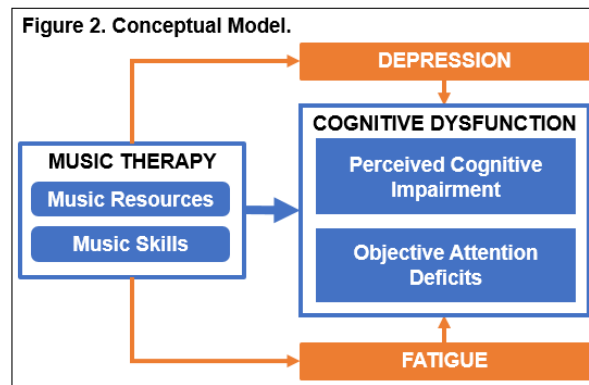 Figure 2. Conceptual Model.
DEPRESSION
COGNITIVE DYSFUNCTION
MUSIC THERAPY
Perceived Cognitive
Impairment
Music Resources
Music Skills
Objective Attention
Deficits
FATIGUE